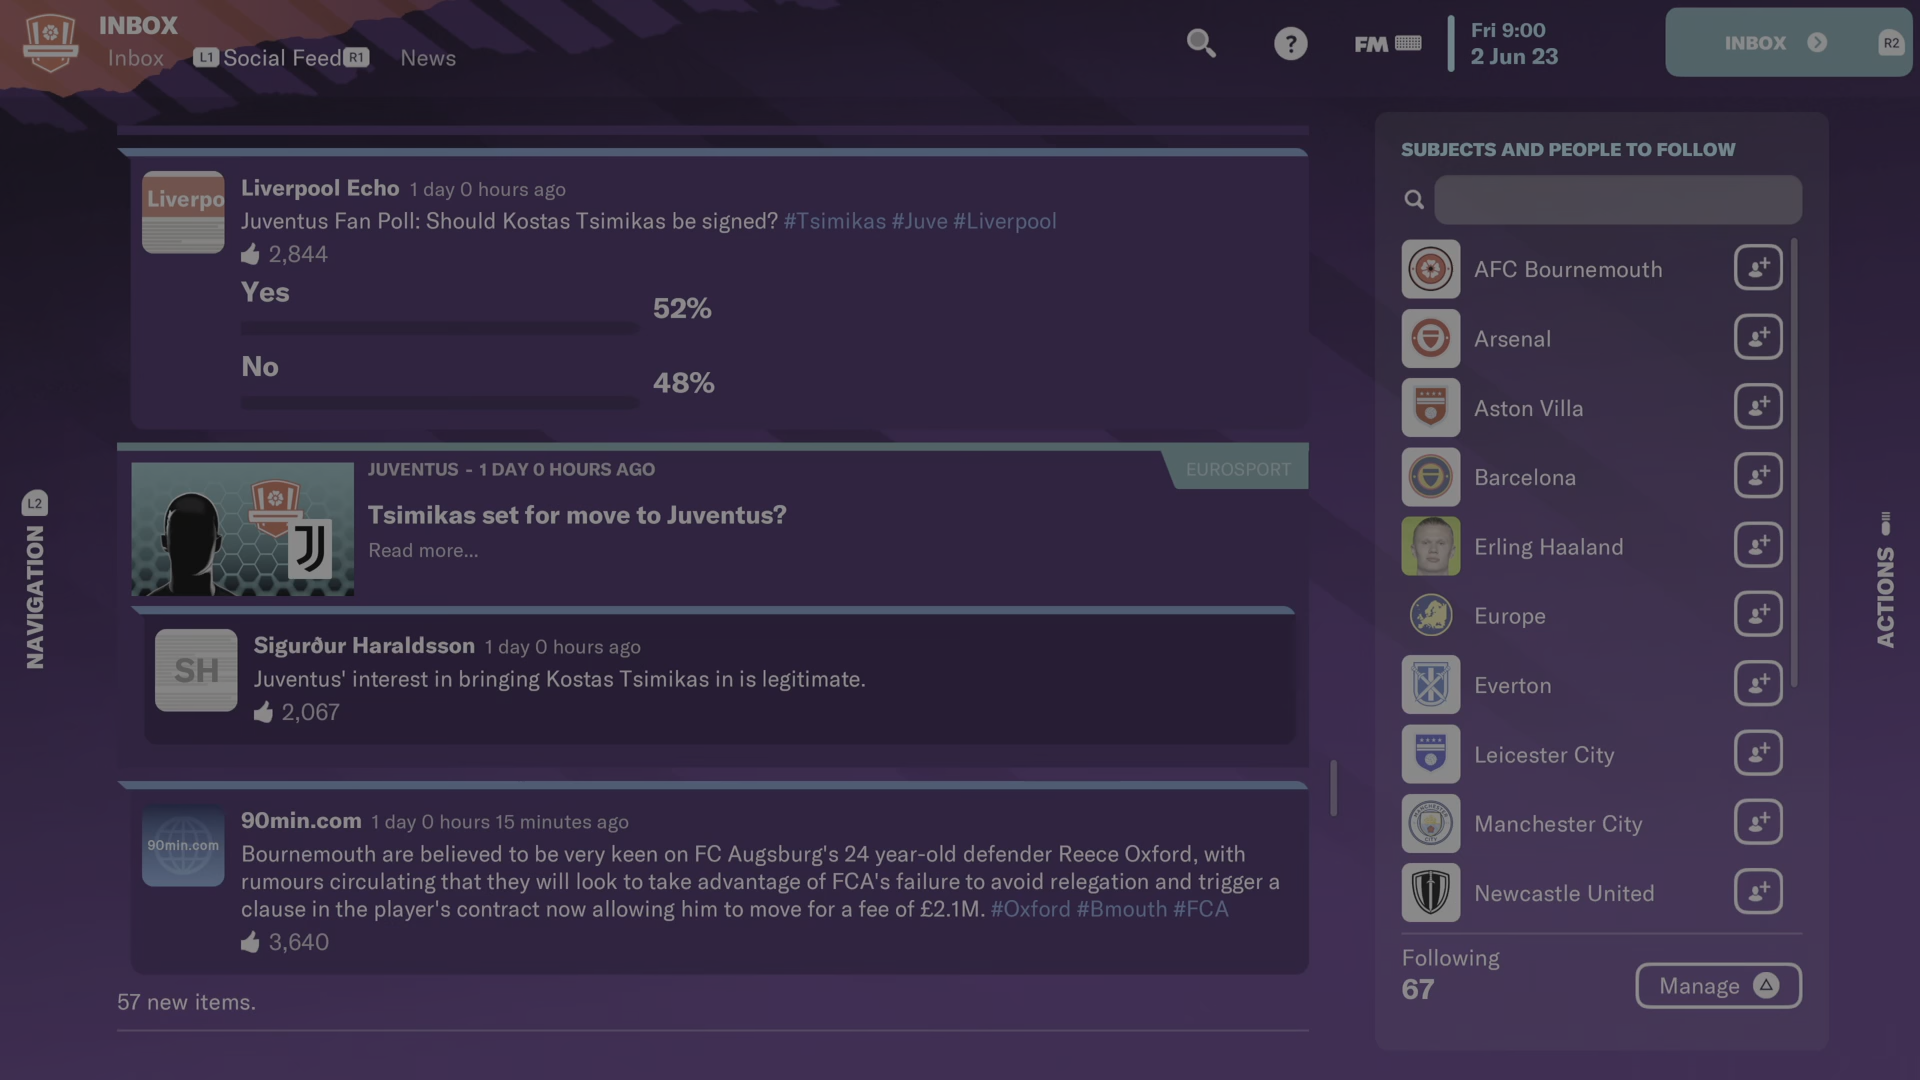 INBOX
Inbox L1 Social Feed R1 News
?
FM
Fri 9:00
2 Jun 23
INBOX R2
Liverpo
Liverpool Echo 1 day 0 hours ago
Juventus Fan Poll: Should Kostas Tsimikas be signed? #Tsimikas #Juve #Liverpool
2,844
Yes
52%
No
48%
JUVENTUS - 1 DAY 0 HOURS AGO
EUROSPORT
Tsimikas set for move to Juventus?
Read more...
SH
Sigurður Haraldsson 1 day 0 hours ago
Juventus' interest in bringing Kostas Tsimikas in is legitimate.
2,067
90min.com
90min.com 1 day 0 hours 15 minutes ago
Bournemouth are believed to be very keen on FC Augsburg's 24 year-old defender Reece Oxford, with
rumours circulating that they will look to take advantage of FCA's failure to avoid relegation and trigger a
clause in the player's contract now allowing him to move for a fee of £2.1M. #Oxford #Bmouth #FCA
3,640
57 new items.
L2
NAVIGATION
SUBJECTS AND PEOPLE TO FOLLOW
AFC Bournemouth
Arsenal
Aston Villa
Barcelona
Erling Haaland
Europe
Everton
Leicester City
Manchester City
Newcastle United
Following
67
Manage
ACTIONS